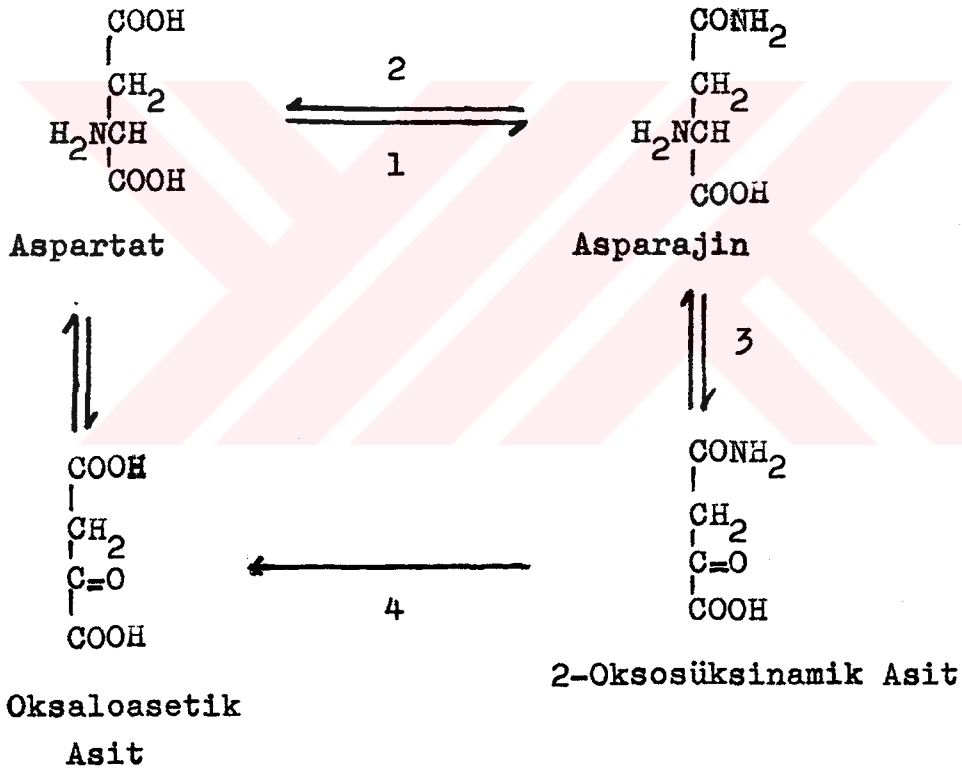 COOH
CH2
H2NCH
COOH
Aspartat
2
1
CONH2
CH2
H2NCH
COOH
Asparajin
3
COOH
CH2
C=O
COOH
Oksaloasetik
Asit
4
CONH2
CH2
C=O
COOH
2-Oksosüksinamik Asit